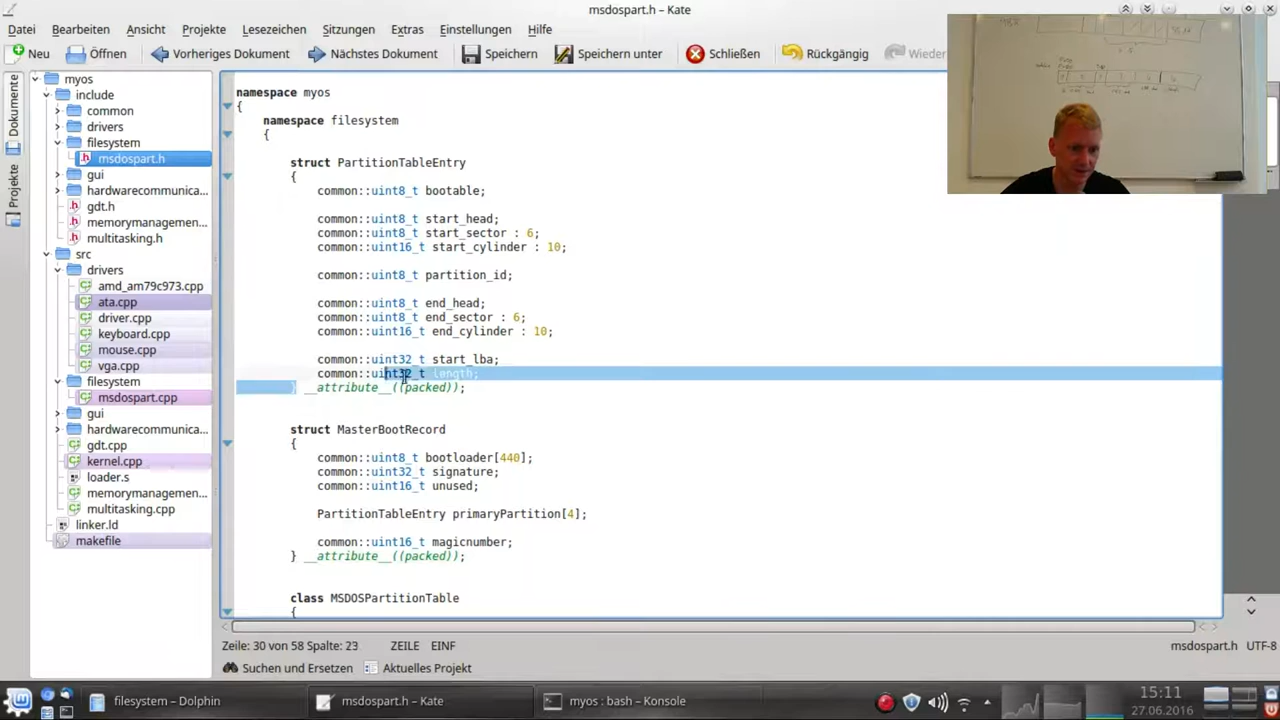 msdospart.h – Kate
Datei Bearbeiten Ansicht Projekte Lesezeichen Sitzungen Extras Einstellungen Hilfe
Neu Öffnen Vorheriges Dokument Nächstes Dokument Speichern Speichern unter Schließen Rückgängig Wieder
Dokumente
Projekte
myos
include
common
drivers
filesystem
msdospart.h
gui
hardwarecommunica...
gdt.h
memorymanagemen...
multitasking.h
src
drivers
amd_am79c973.cpp
ata.cpp
driver.cpp
keyboard.cpp
mouse.cpp
vga.cpp
filesystem
msdospart.cpp
gui
hardwarecommunica...
gdt.cpp
kernel.cpp
loader.s
memorymanagemen...
multitasking.cpp
linker.ld
makefile
namespace myos
{
namespace filesystem
{
struct PartitionTableEntry
{
common::uint8_t bootable;
common::uint8_t start_head;
common::uint8_t start_sector : 6;
common::uint16_t start_cylinder : 10;
common::uint8_t partition_id;
common::uint8_t end_head;
common::uint8_t end_sector : 6;
common::uint16_t end_cylinder : 10;
common::uint32_t start_lba;
common::uint32_t length;
} __attribute__((packed));
struct MasterBootRecord
{
common::uint8_t bootloader[440];
common::uint32_t signature;
common::uint16_t unused;
PartitionTableEntry primaryPartition[4];
common::uint16_t magicnumber;
} __attribute__((packed));
class MSDOSPartitionTable
{
Zeile: 30 von 58 Spalte: 23 ZEILE EINF msdospart.h UTF-8
Suchen und Ersetzen Aktuelles Projekt
filesystem – Dolphin msdospart.h – Kate myos : bash – Konsole 15:11
27.06.2016